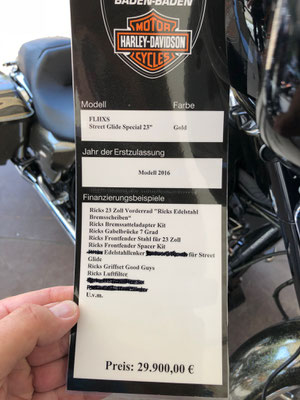 BADEN-BADEN
MOTOR
HARLEY-DAVIDSON
CYCLES
Modell Farbe
FLHXS
Street Glide Special 23" Gold
Jahr der Erstzulassung
Modell 2016
Finanzierungsbeispiele
Ricks 23 Zoll Vorderrad "Ricks Edelstahl
Bremsscheiben"
Ricks Bremssatteladapter Kit
Ricks Gabelbrücke 7 Grad
Ricks Frontfender Stahl für 23 Zoll
Ricks Frontfender Spacer Kit
Edelstahllenker für Street
Glide
Ricks Griffset Good Guys
Ricks Luftfilter
U.v.m.
Preis: 29.900,00 €